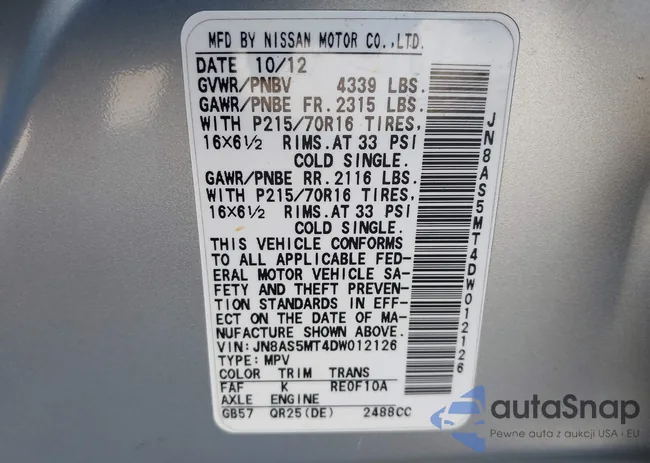 MFD BY NISSAN MOTOR CO.,LTD.
DATE 10/12
GVWR/PNBV 4339 LBS.
GAWR/PNBE FR. 2315 LBS.
WITH P215/70R16 TIRES,
16X6½ RIMS.AT 33 PSI
COLD SINGLE.
GAWR/PNBE RR. 2116 LBS.
WITH P215/70R16 TIRES,
16X6½ RIMS.AT 33 PSI
COLD SINGLE.
THIS VEHICLE CONFORMS
TO ALL APPLICABLE FED-
ERAL MOTOR VEHICLE SA-
FETY AND THEFT PREVEN-
TION STANDARDS IN EFF-
ECT ON THE DATE OF MA-
NUFACTURE SHOWN ABOVE.
VIN: JN8AS5MT4DW012126
TYPE: MPV
COLOR TRIM TRANS
FAF K RE0F10A
AXLE ENGINE
GB57 QR25(DE) 2488CC
JN8AS5MT4DW012126
autoSnap
Pewne auta z aukcji USA i EU